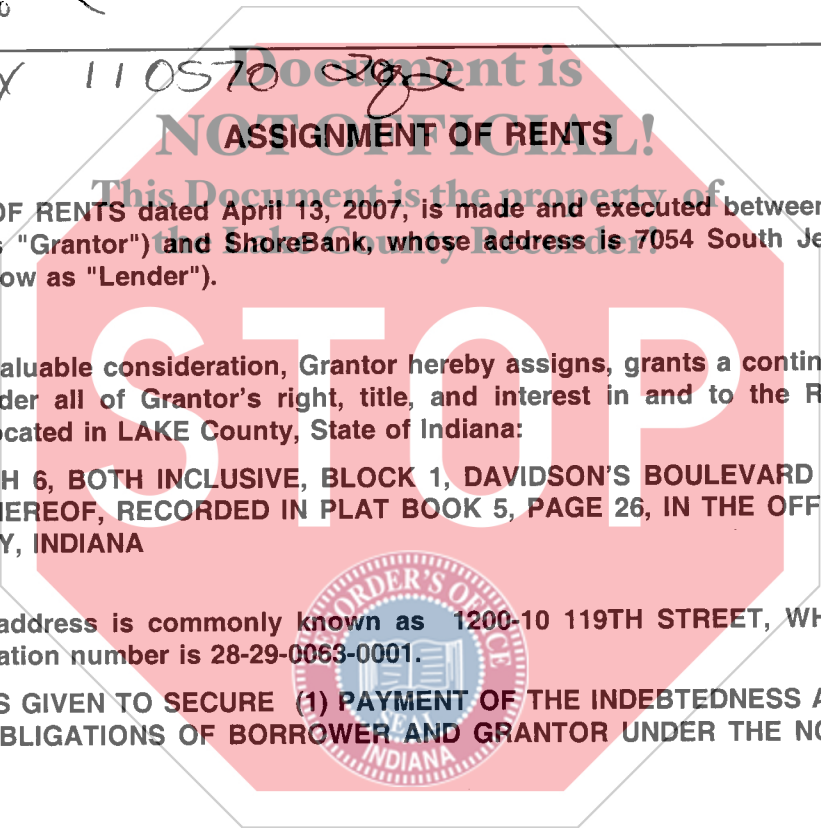 110570
Document is
NOT OFFICIAL!
This Document is the property of
the Lake County Recorder!
STOP
ASSIGNMENT OF RENTS
OF RENTS dated April 13, 2007, is made and executed between
"Grantor") and ShoreBank, whose address is 7054 South Je
ow as "Lender").
aluable consideration, Grantor hereby assigns, grants a contin
der all of Grantor's right, title, and interest in and to the R
ocated in LAKE County, State of Indiana:
H 6, BOTH INCLUSIVE, BLOCK 1, DAVIDSON'S BOULEVARD
HEREOF, RECORDED IN PLAT BOOK 5, PAGE 26, IN THE OFF
Y, INDIANA
address is commonly known as 1200-10 119TH STREET, WH
ation number is 28-29-0063-0001.
S GIVEN TO SECURE (1) PAYMENT OF THE INDEBTEDNESS A
BLIGATIONS OF BORROWER AND GRANTOR UNDER THE NO
RECORDER'S OFFICE
SEAL
INDIANA